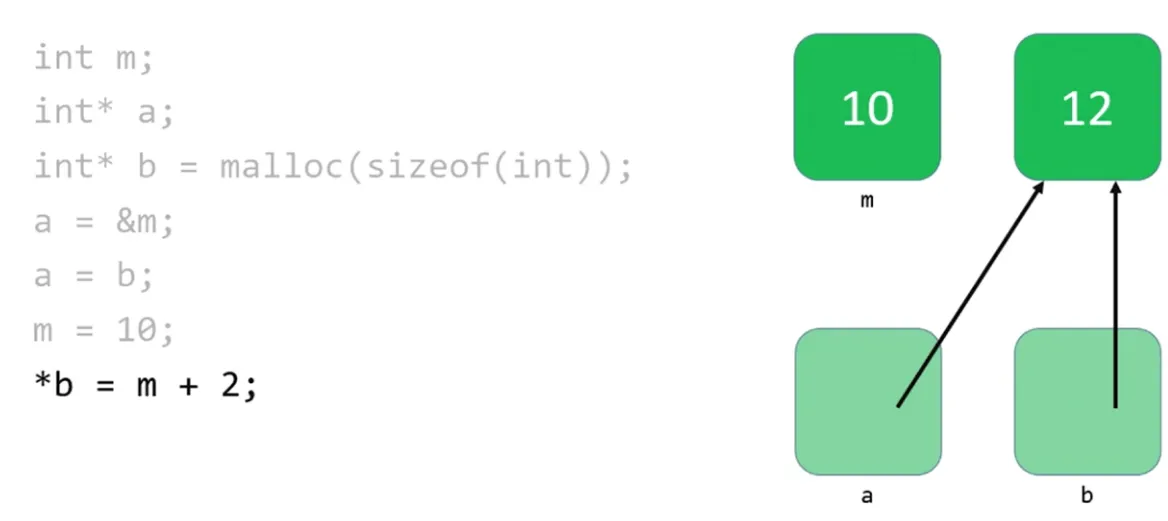 int m;
int* a;
int* b = malloc(sizeof(int));
a = &m;
a = b;
m = 10;
*b = m + 2;
10
12
m
a
b